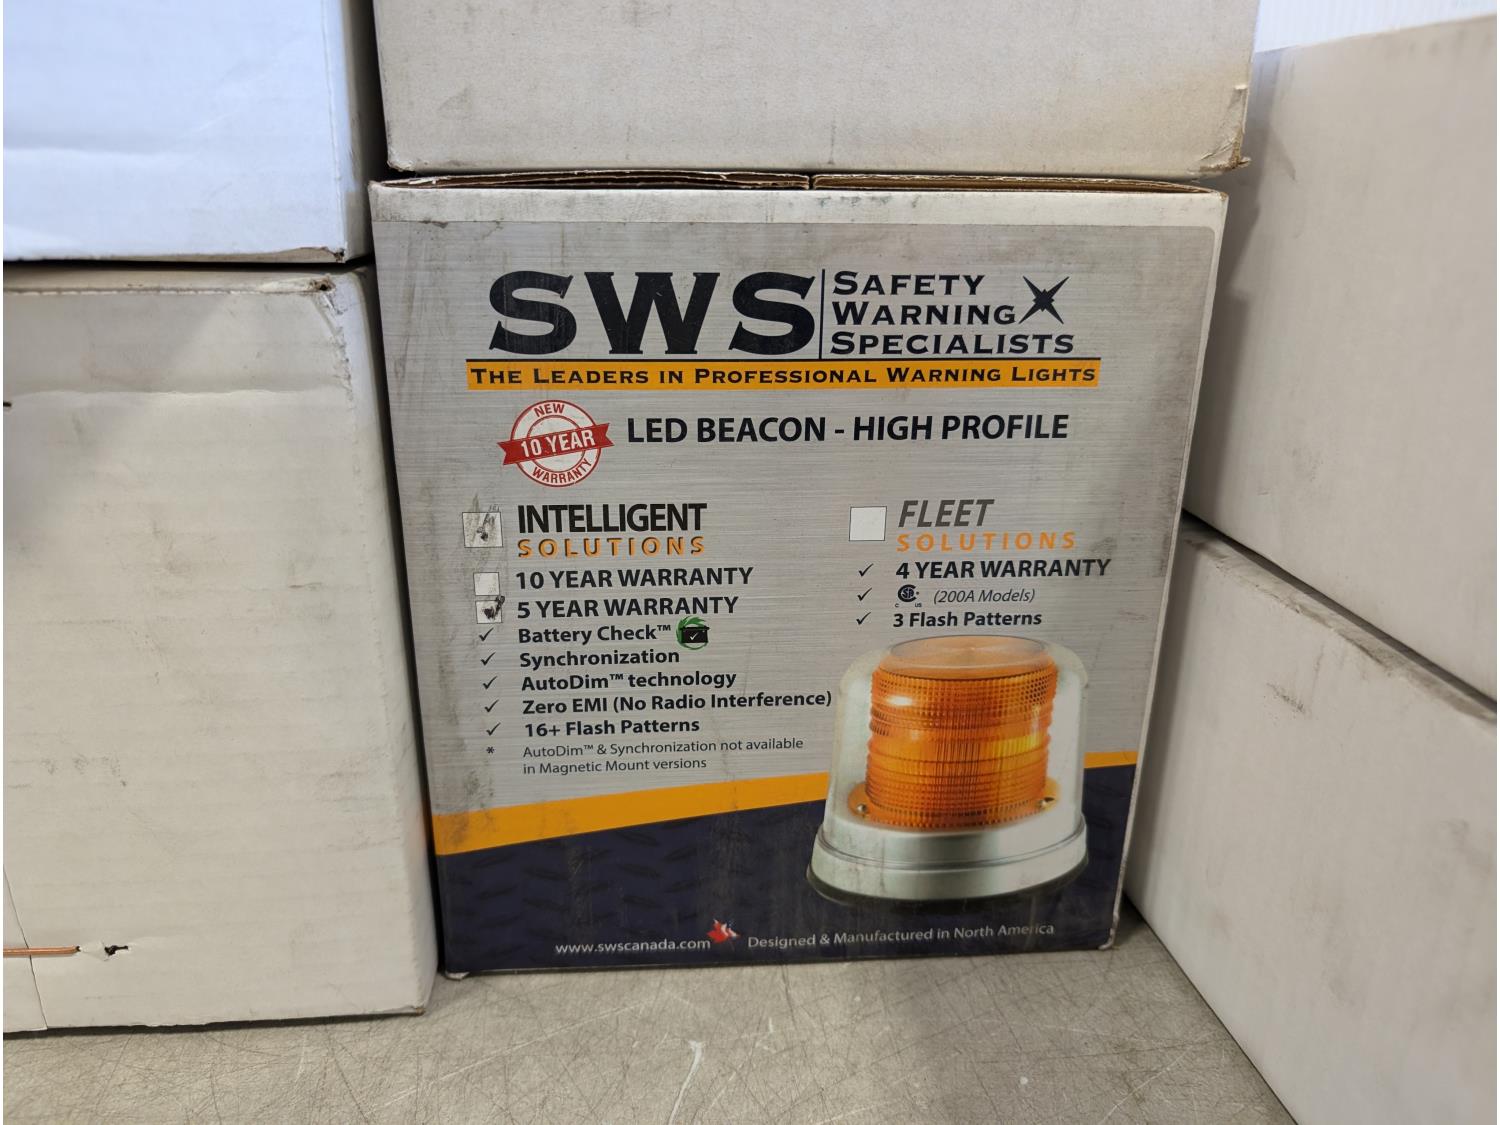 SWS
SAFETY
WARNING
SPECIALISTS
THE LEADERS IN PROFESSIONAL WARNING LIGHTS
NEW
10 YEAR
WARRANTY
LED BEACON - HIGH PROFILE
INTELLIGENT
SOLUTIONS
10 YEAR WARRANTY
5 YEAR WARRANTY
✓ Battery Check™
✓ Synchronization
✓ AutoDim™ technology
✓ Zero EMI (No Radio Interference)
✓ 16+ Flash Patterns
* AutoDim™ & Synchronization not available
in Magnetic Mount versions
FLEET
SOLUTIONS
✓ 4 YEAR WARRANTY
✓ C SA US (200A Models)
✓ 3 Flash Patterns
www.swscanada.com Designed & Manufactured in North America